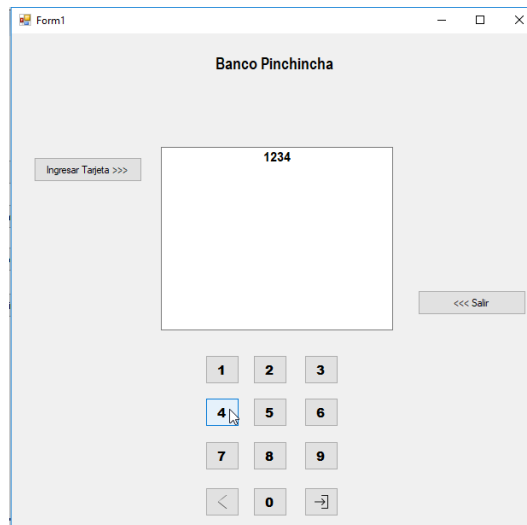 Form1
Banco Pinchincha
1234
Ingresar Tarjeta >>>
<<< Salir
1 2 3
4 5 6
7 8 9
0